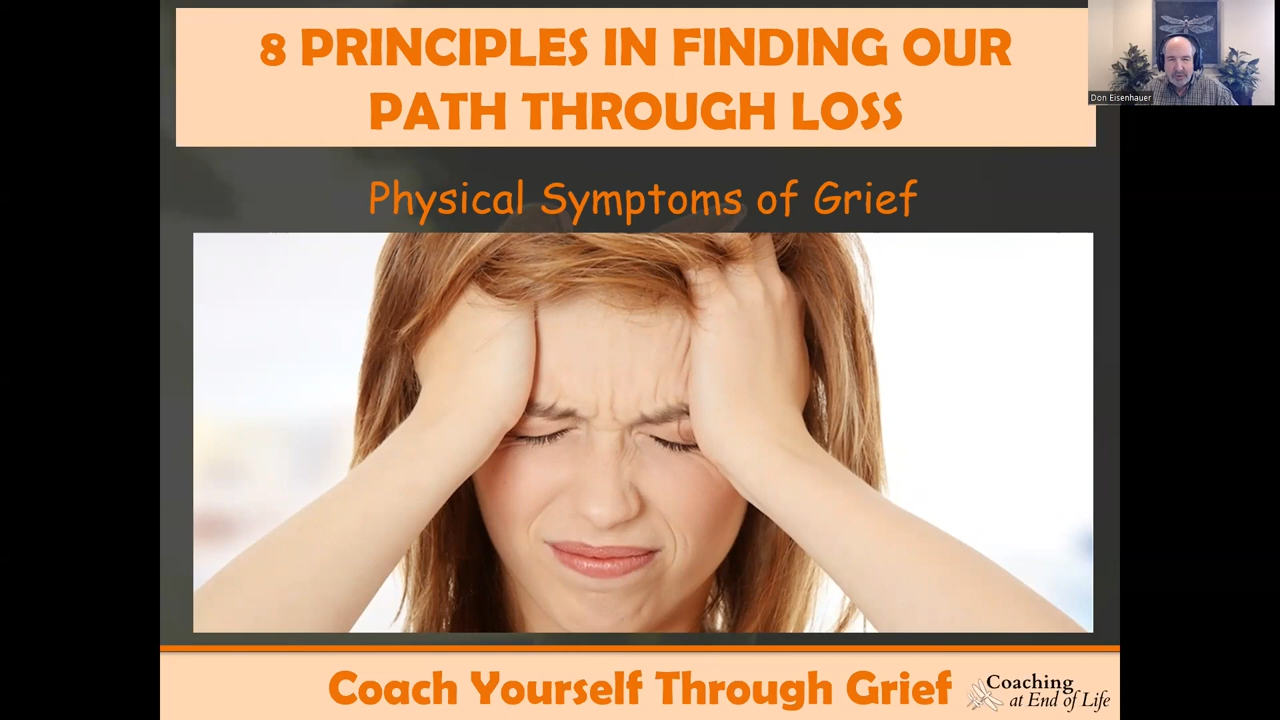 8 PRINCIPLES IN FINDING OUR
PATH THROUGH LOSS
Don Eisenhauer
Physical Symptoms of Grief
Coach Yourself Through Grief
Coaching
at End of Life